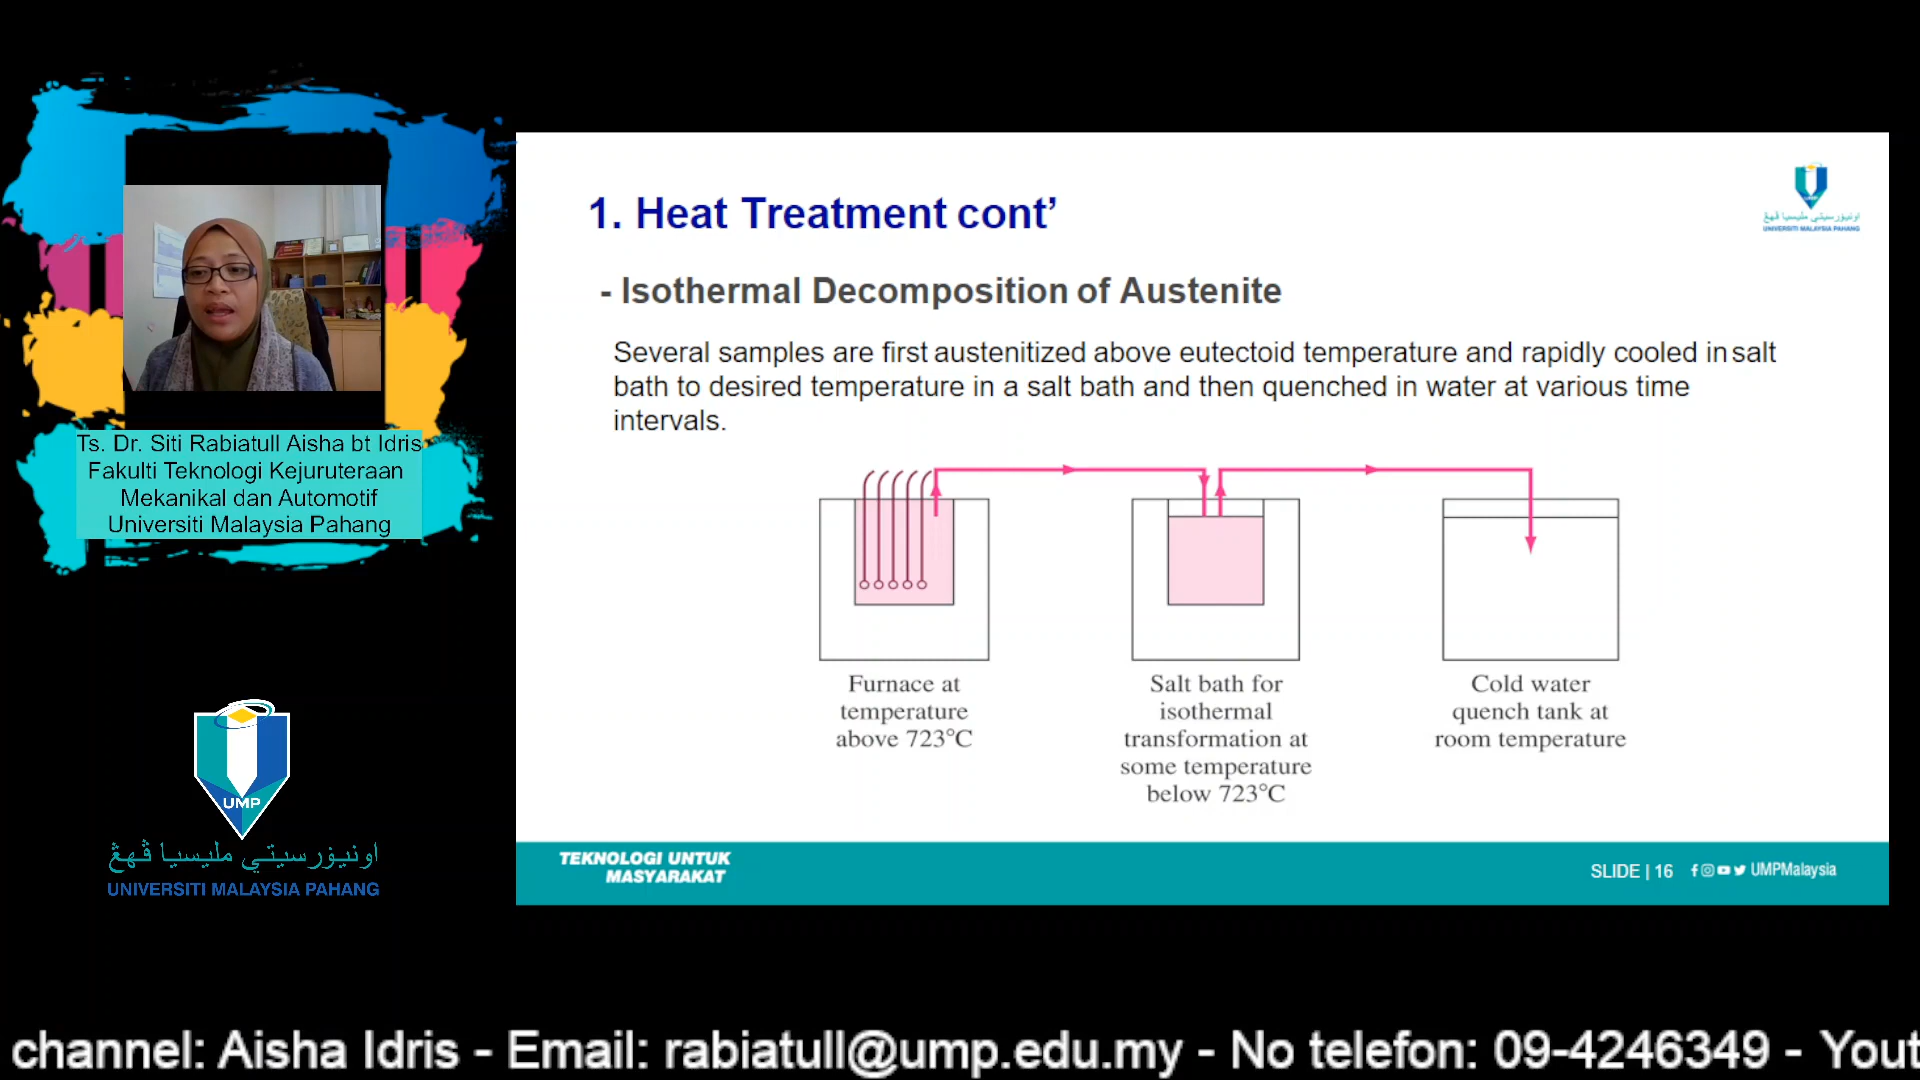 1. Heat Treatment cont’
- Isothermal Decomposition of Austenite
Several samples are first austenitized above eutectoid temperature and rapidly cooled in salt
bath to desired temperature in a salt bath and then quenched in water at various time
intervals.
Furnace at
temperature
above 723°C
Salt bath for
isothermal
transformation at
some temperature
below 723°C
Cold water
quench tank at
room temperature
TEKNOLOGI UNTUK
MASYARAKAT
SLIDE | 16
UMPMalaysia
UMP
اونيۏرسيتي مليسيا ڤهڠ
UNIVERSITI MALAYSIA PAHANG
Ts. Dr. Siti Rabiatull Aisha bt Idris
Fakulti Teknologi Kejuruteraan
Mekanikal dan Automotif
Universiti Malaysia Pahang
UMP
اونيۏرسيتي مليسيا ڤهڠ
UNIVERSITI MALAYSIA PAHANG
channel: Aisha Idris - Email: rabiatull@ump.edu.my - No telefon: 09-4246349 - Yout